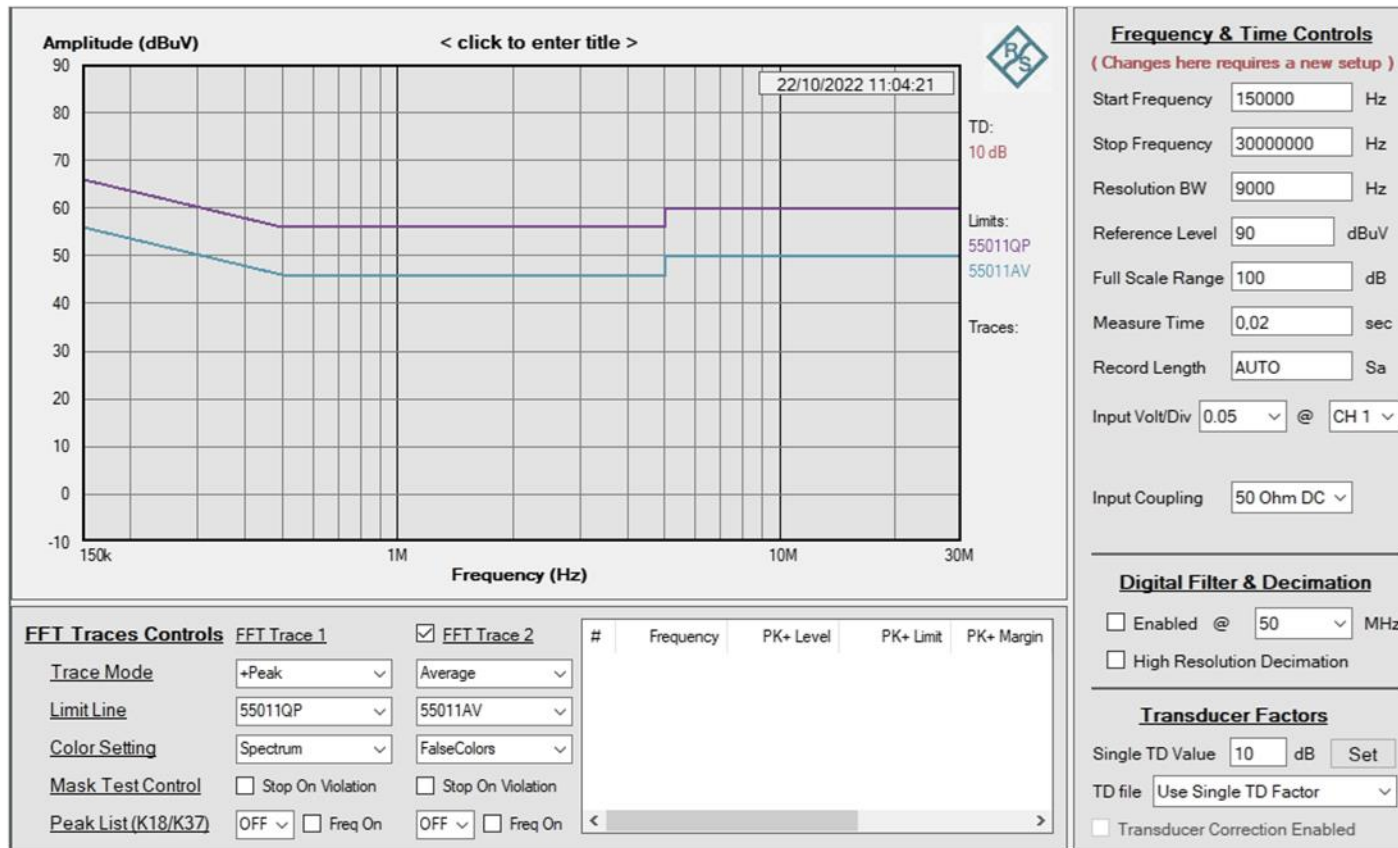 Amplitude (dBuV)
< click to enter title >
R
S
22/10/2022 11:04:21
90
80
70
60
50
40
30
20
10
0
-10
150k
1M
10M
30M
Frequency (Hz)
TD:
10 dB
Limits:
55011QP
55011AV
Traces:
FFT Traces Controls FFT Trace 1 FFT Trace 2
Trace Mode +Peak Average
Limit Line 55011QP 55011AV
Color Setting Spectrum FalseColors
Mask Test Control Stop On Violation Stop On Violation
Peak List (K18/K37) OFF Freq On OFF Freq On
# Frequency PK+ Level PK+ Limit PK+ Margin
< >
Frequency & Time Controls
( Changes here requires a new setup )
Start Frequency 150000 Hz
Stop Frequency 30000000 Hz
Resolution BW 9000 Hz
Reference Level 90 dBuV
Full Scale Range 100 dB
Measure Time 0,02 sec
Record Length AUTO Sa
Input Volt/Div 0.05 @ CH 1
Input Coupling 50 Ohm DC
Digital Filter & Decimation
Enabled @ 50 MHz
High Resolution Decimation
Transducer Factors
Single TD Value 10 dB Set
TD file Use Single TD Factor
Transducer Correction Enabled